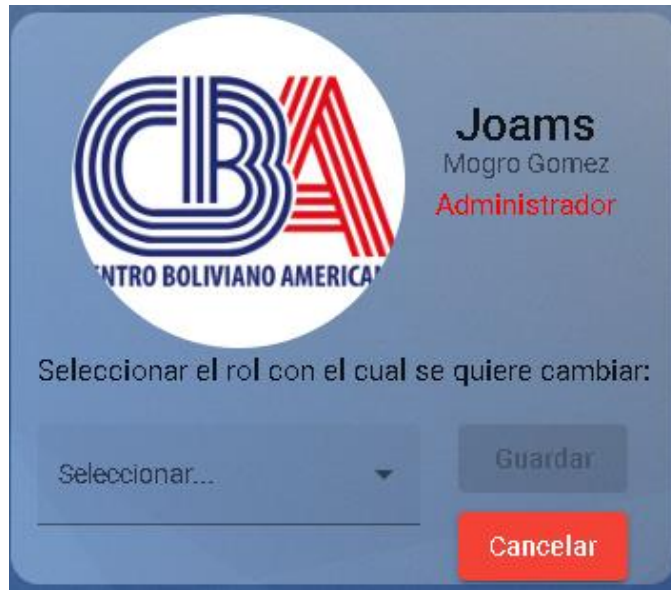 CBA
NTRO BOLIVIANO AMERICA
Joams
Mogro Gomez
Administrador
Seleccionar el rol con el cual se quiere cambiar:
Seleccionar...
Guardar
Cancelar